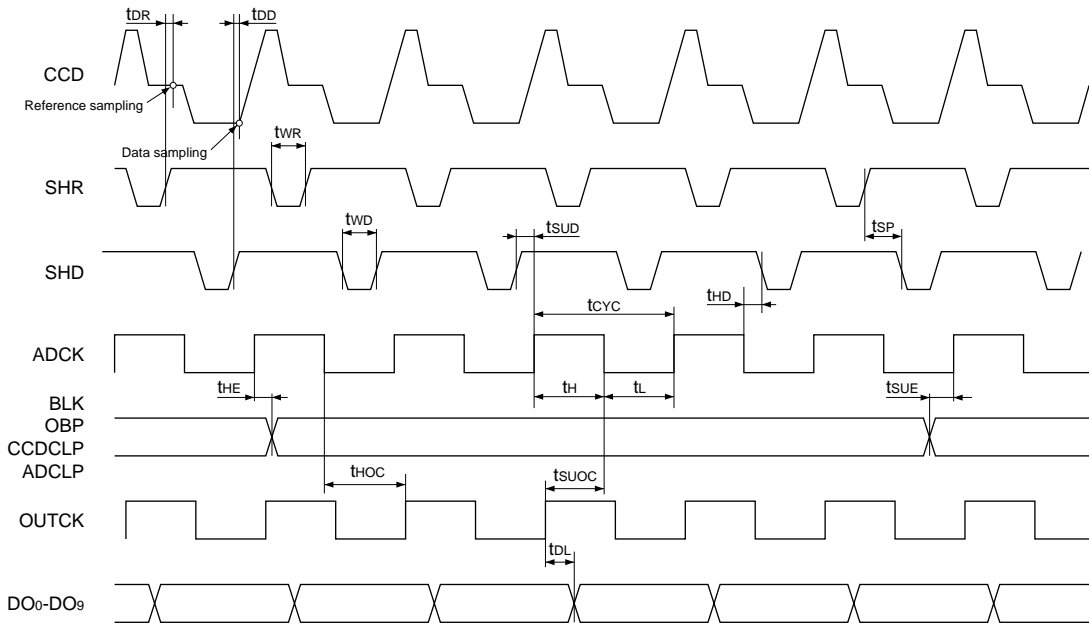 tDR
tDD
CCD
Reference sampling
Data sampling
tWR
SHR
tWD
tSUD
tSP
SHD
tCYC
tHD
ADCK
tHE
tH
tL
tSUE
BLK
OBP
CCDCLP
ADCLP
tHOC
tSUOC
OUTCK
tDL
DO0-DO9